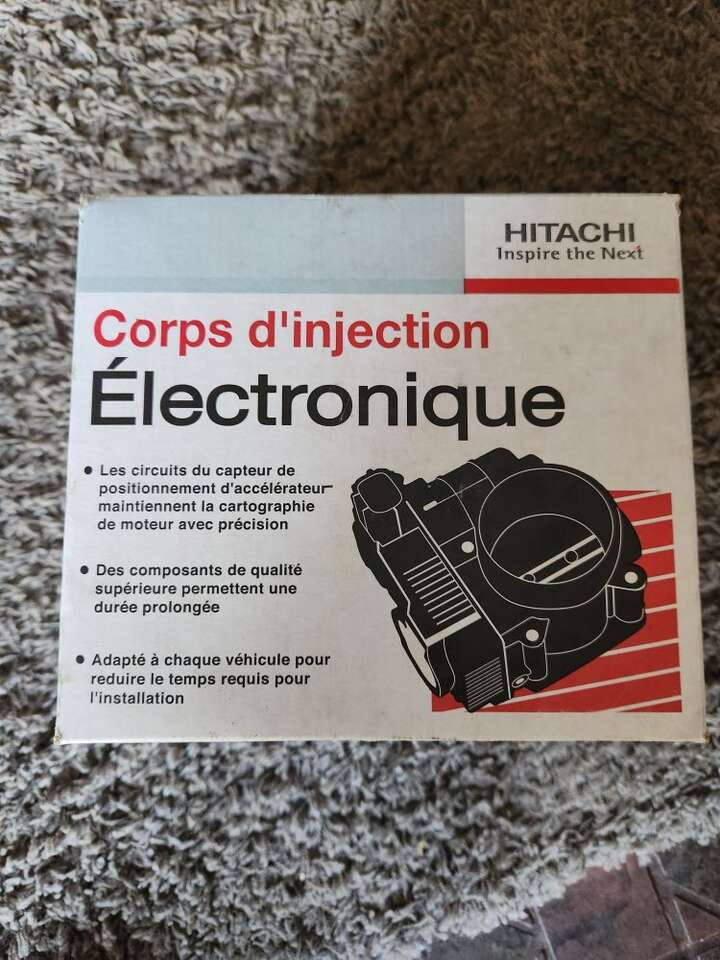 HITACHI
Inspire the Next
Corps d'injection
Électronique
• Les circuits du capteur de
positionnement d'accélérateur
maintiennent la cartographie
de moteur avec précision
• Des composants de qualité
supérieure permettent une
durée prolongée
• Adapté à chaque véhicule pour
reduire le temps requis pour
l'installation